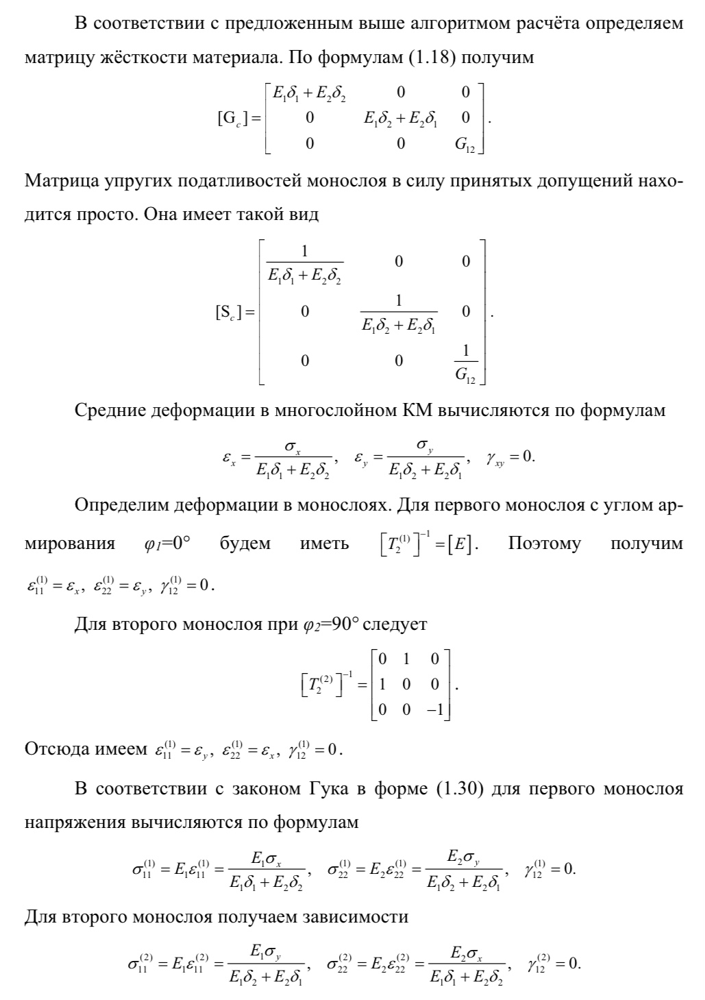 В соответствии с предложенным выше алгоритмом расчёта определяем
матрицу жёсткости материала. По формулам (1.18) получим
$$[\mathrm{G}_c]=\begin{bmatrix} E_1\delta_1+E_2\delta_2 & 0 & 0 \\ 0 & E_1\delta_2+E_2\delta_1 & 0 \\ 0 & 0 & G_{12} \end{bmatrix}.$$
Матрица упругих податливостей монослоя в силу принятых допущений нахо-
дится просто. Она имеет такой вид
$$[\mathrm{S}_c]=\begin{bmatrix} \frac{1}{E_1\delta_1+E_2\delta_2} & 0 & 0 \\ 0 & \frac{1}{E_1\delta_2+E_2\delta_1} & 0 \\ 0 & 0 & \frac{1}{G_{12}} \end{bmatrix}.$$
Средние деформации в многослойном КМ вычисляются по формулам
$$\varepsilon_x=\frac{\sigma_x}{E_1\delta_1+E_2\delta_2},\quad \varepsilon_y=\frac{\sigma_y}{E_1\delta_2+E_2\delta_1},\quad \gamma_{xy}=0.$$
Определим деформации в монослоях. Для первого монослоя с углом ар-
мирования $\varphi_1$=0° будем иметь $\left[T_2^{(1)}\right]^{-1}=[E]$. Поэтому получим
$\varepsilon_{11}^{(1)}=\varepsilon_x,\ \varepsilon_{22}^{(1)}=\varepsilon_y,\ \gamma_{12}^{(1)}=0.$
Для второго монослоя при $\varphi_2$=90° следует
$$\left[T_2^{(2)}\right]^{-1}=\begin{bmatrix} 0 & 1 & 0 \\ 1 & 0 & 0 \\ 0 & 0 & -1 \end{bmatrix}.$$
Отсюда имеем $\varepsilon_{11}^{(1)}=\varepsilon_y,\ \varepsilon_{22}^{(1)}=\varepsilon_x,\ \gamma_{12}^{(1)}=0.$
В соответствии с законом Гука в форме (1.30) для первого монослоя
напряжения вычисляются по формулам
$$\sigma_{11}^{(1)}=E_1\varepsilon_{11}^{(1)}=\frac{E_1\sigma_x}{E_1\delta_1+E_2\delta_2},\quad \sigma_{22}^{(1)}=E_2\varepsilon_{22}^{(1)}=\frac{E_2\sigma_y}{E_1\delta_2+E_2\delta_1},\quad \gamma_{12}^{(1)}=0.$$
Для второго монослоя получаем зависимости
$$\sigma_{11}^{(2)}=E_1\varepsilon_{11}^{(2)}=\frac{E_1\sigma_y}{E_1\delta_2+E_2\delta_1},\quad \sigma_{22}^{(2)}=E_2\varepsilon_{22}^{(2)}=\frac{E_2\sigma_x}{E_1\delta_1+E_2\delta_2},\quad \gamma_{12}^{(2)}=0.$$